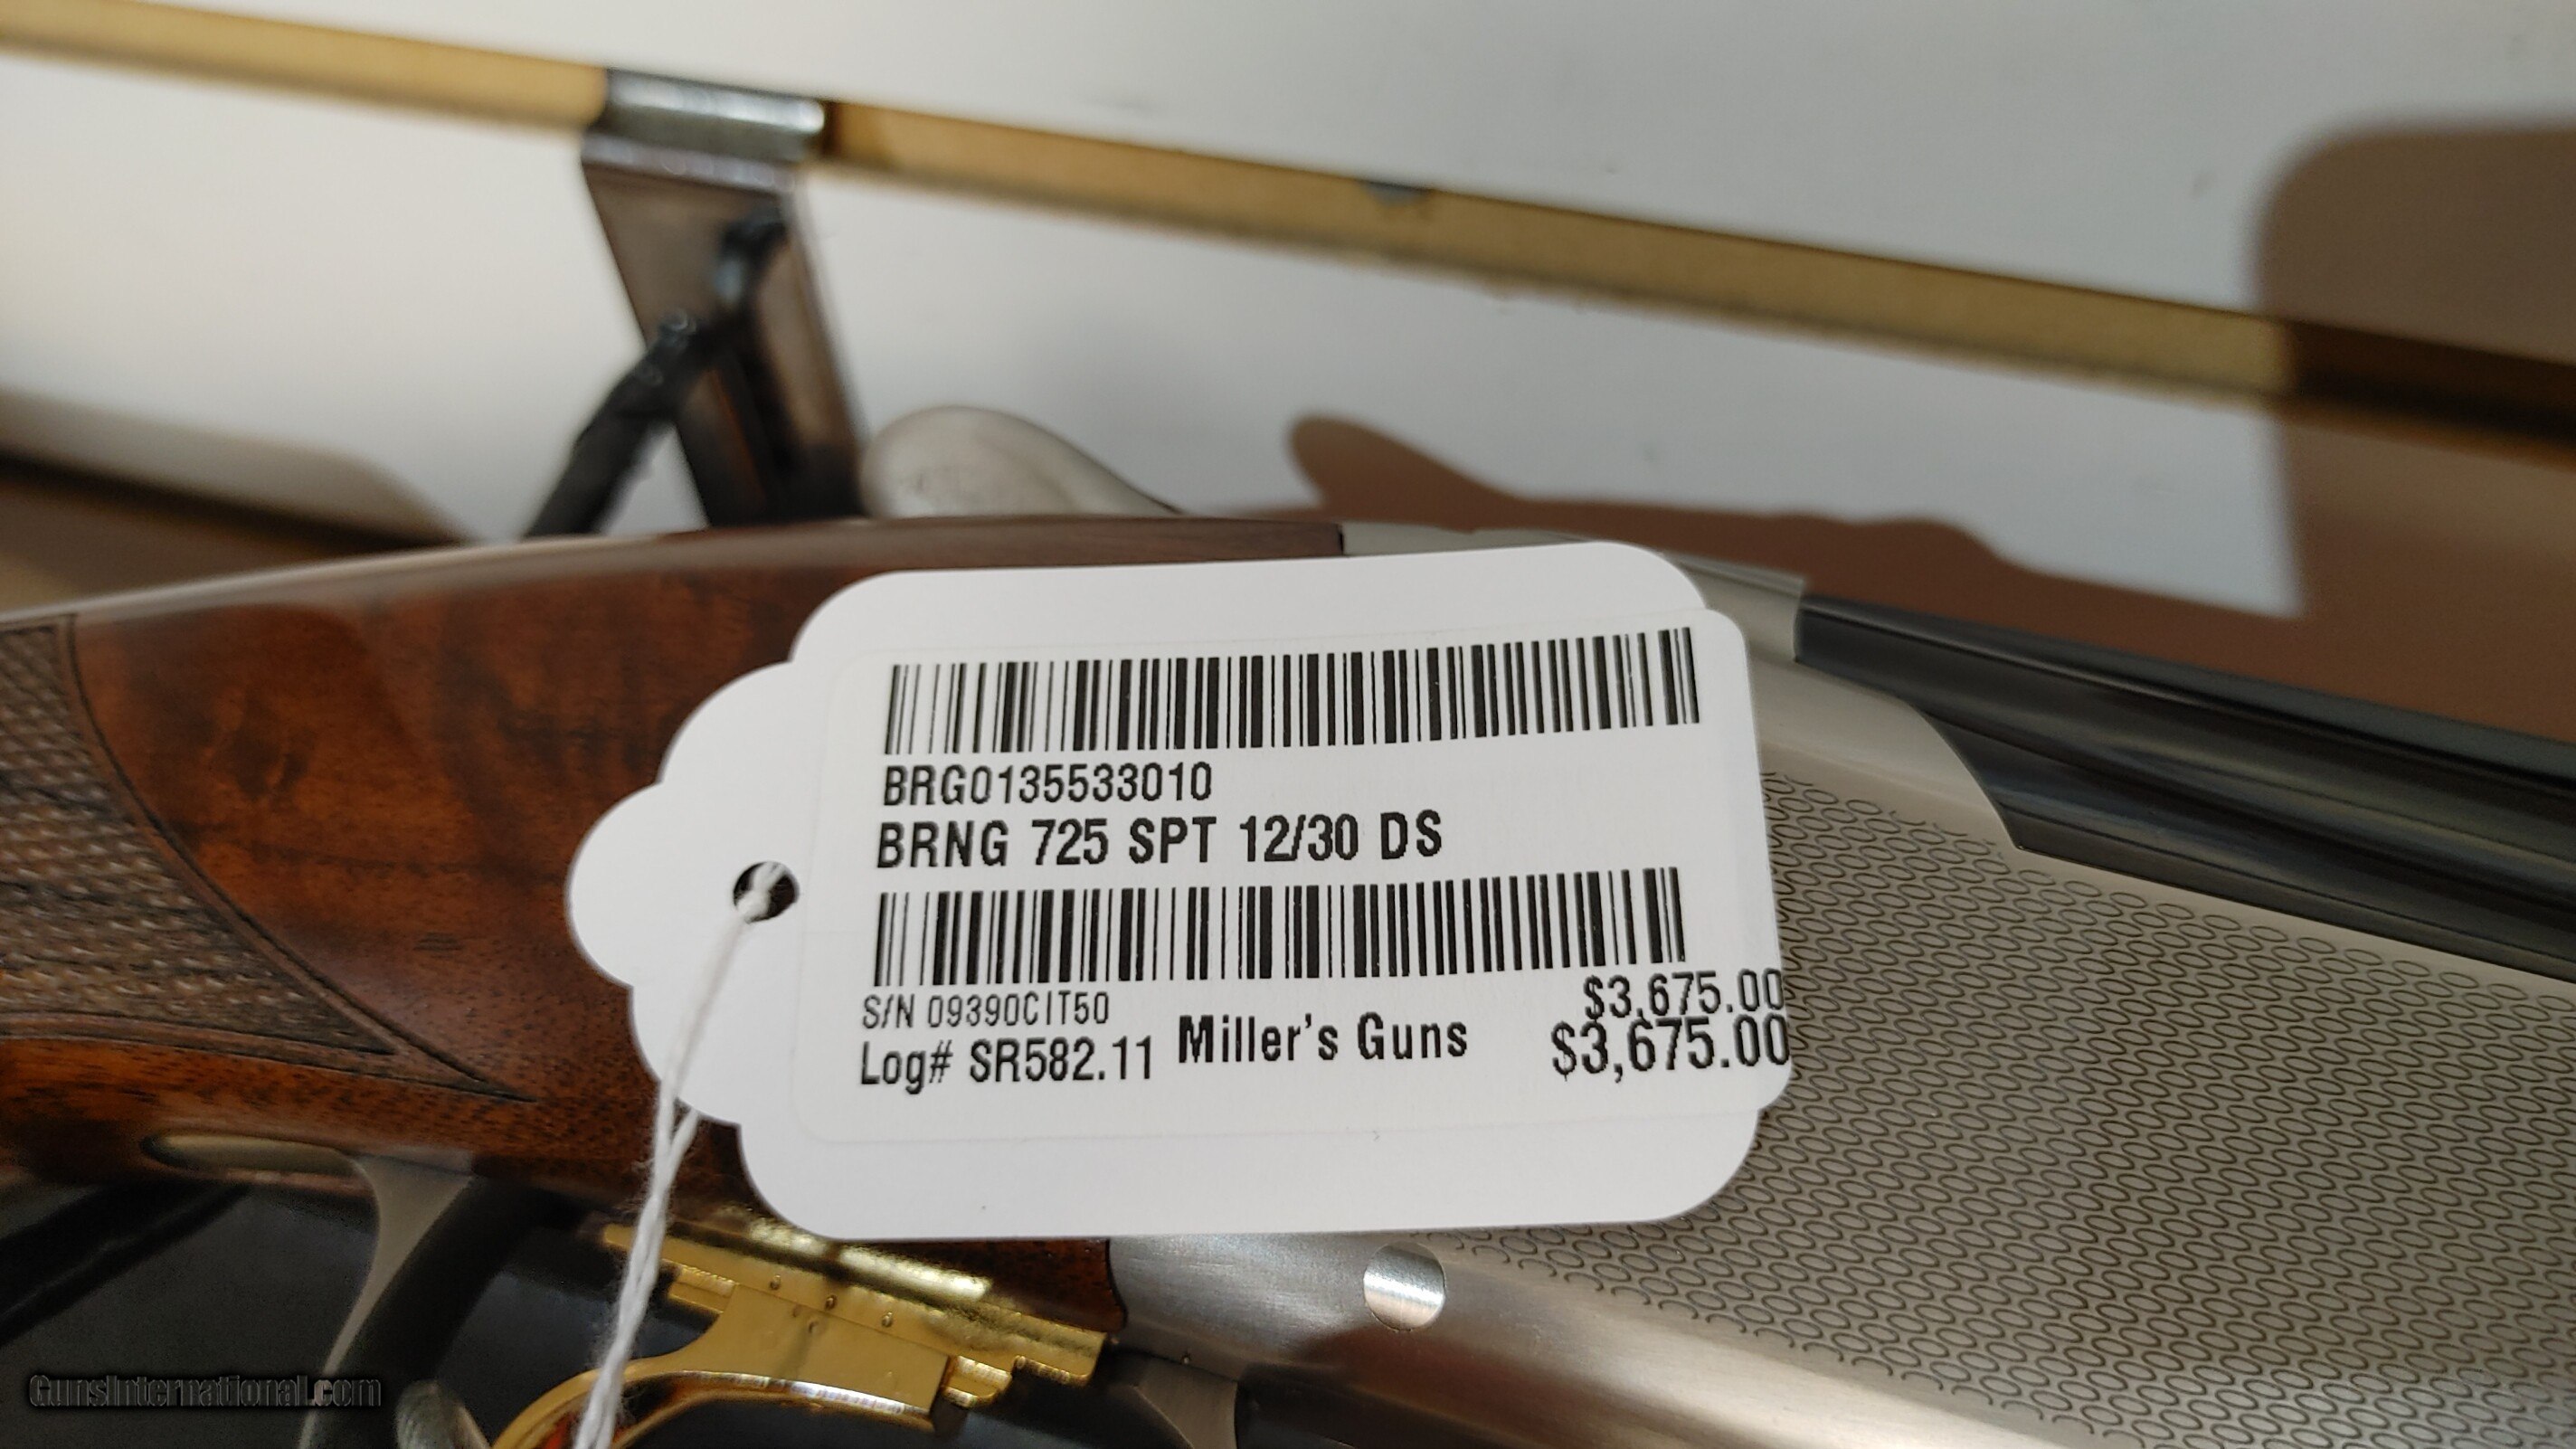 BRG0135533010
BRNG 725 SPT 12/30 DS
S/N 09390CIT50
$3,675.00
Log# SR582.11 Miller's Guns $3,675.00
GunsInternational.com